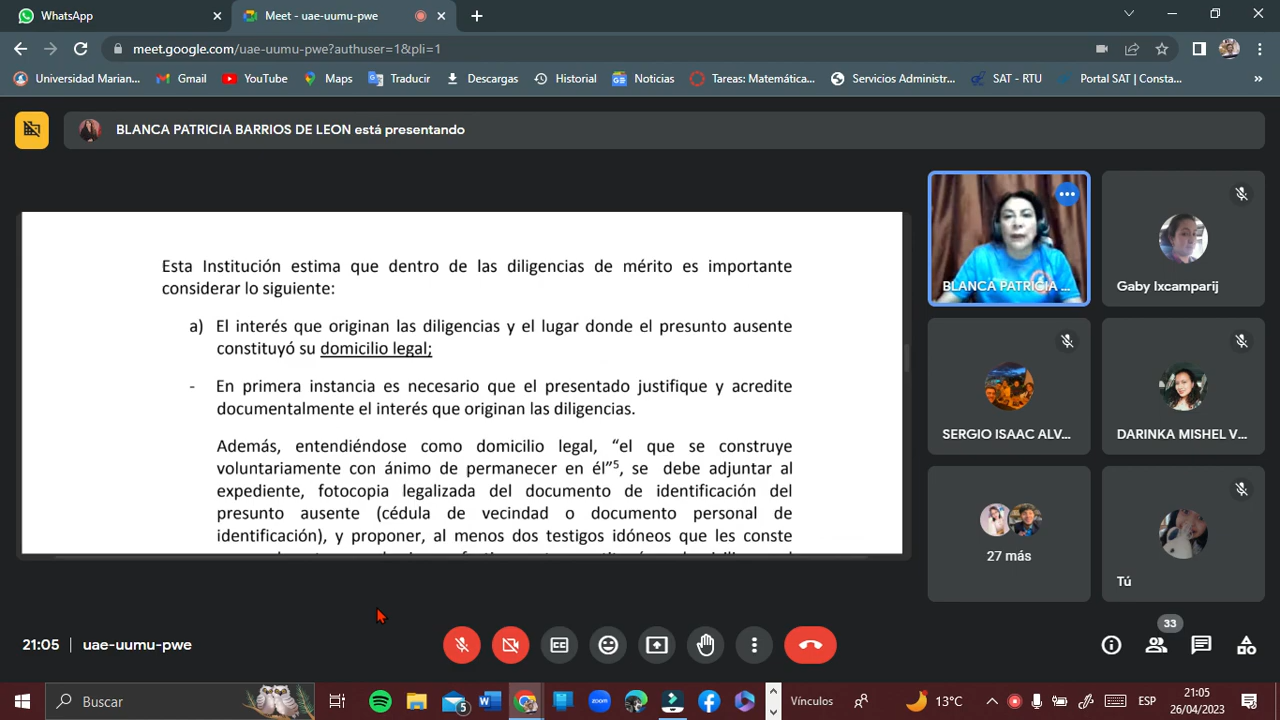 WhatsApp
Meet - uae-uumu-pwe
meet.google.com/uae-uumu-pwe?authuser=1&pli=1
Universidad Marian...
Gmail
YouTube
Maps
Traducir
Descargas
Historial
Noticias
Tareas: Matemática...
Servicios Administr...
SAT - RTU
Portal SAT | Consta...
»
BLANCA PATRICIA BARRIOS DE LEON está presentando
Esta Institución estima que dentro de las diligencias de mérito es importante
considerar lo siguiente:
a) El interés que originan las diligencias y el lugar donde el presunto ausente
constituyó su domicilio legal;
- En primera instancia es necesario que el presentado justifique y acredite
documentalmente el interés que originan las diligencias.
Además, entendiéndose como domicilio legal, “el que se construye
voluntariamente con ánimo de permanecer en él”⁵, se debe adjuntar al
expediente, fotocopia legalizada del documento de identificación del
presunto ausente (cédula de vecindad o documento personal de
identificación), y proponer, al menos dos testigos idóneos que les conste
BLANCA PATRICIA ...
Gaby Ixcamparij
SERGIO ISAAC ALV...
DARINKA MISHEL V...
27 más
Tú
21:05 | uae-uumu-pwe
33
Buscar
5
Vínculos
13°C
ESP
21:05
26/04/2023